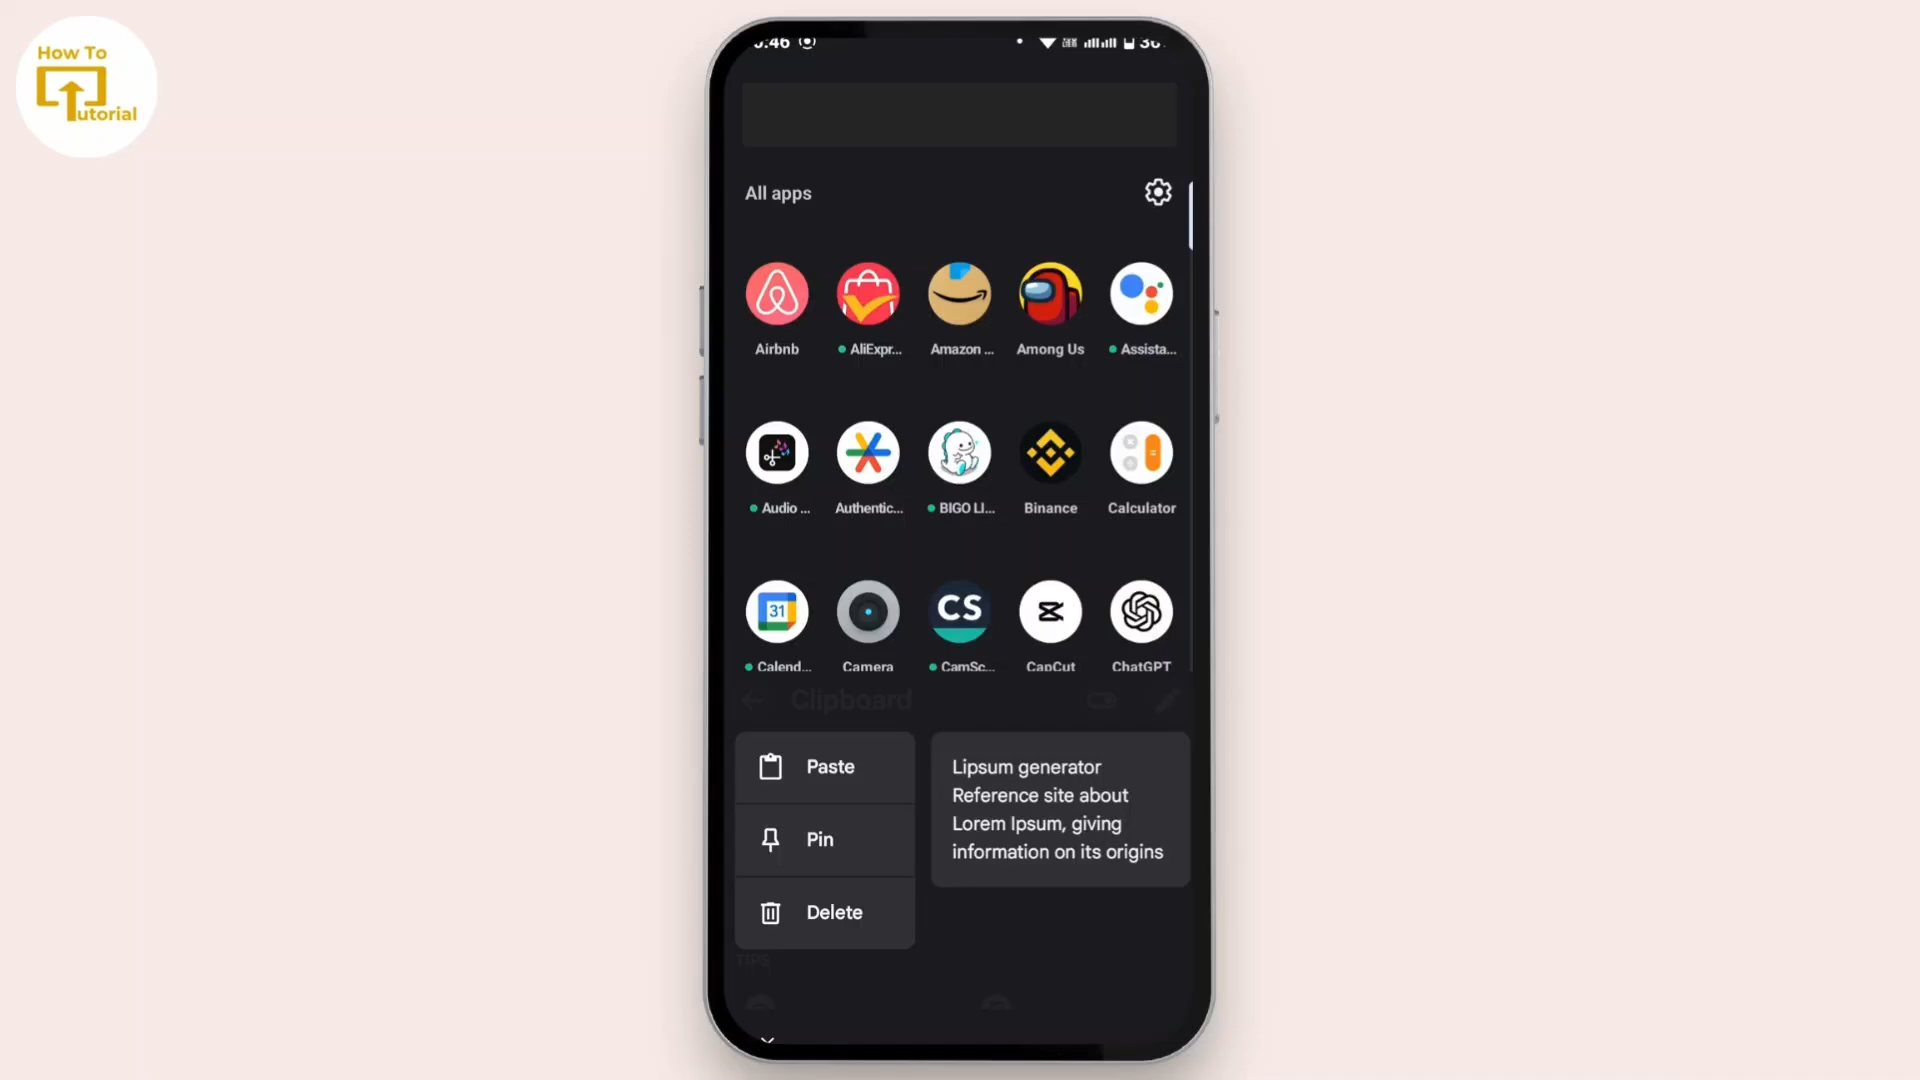 How To
Tutorial
All apps
Airbnb
AliExpr...
Amazon ...
Among Us
Assista...
Audio ...
Authentic...
BIGO LI...
Binance
Calculator
31
CS
Calend...
Camera
CamSc...
CapCut
ChatGPT
Clipboard
Paste
Pin
Delete
Lipsum generator
Reference site about
Lorem Ipsum, giving
information on its origins
TIPS